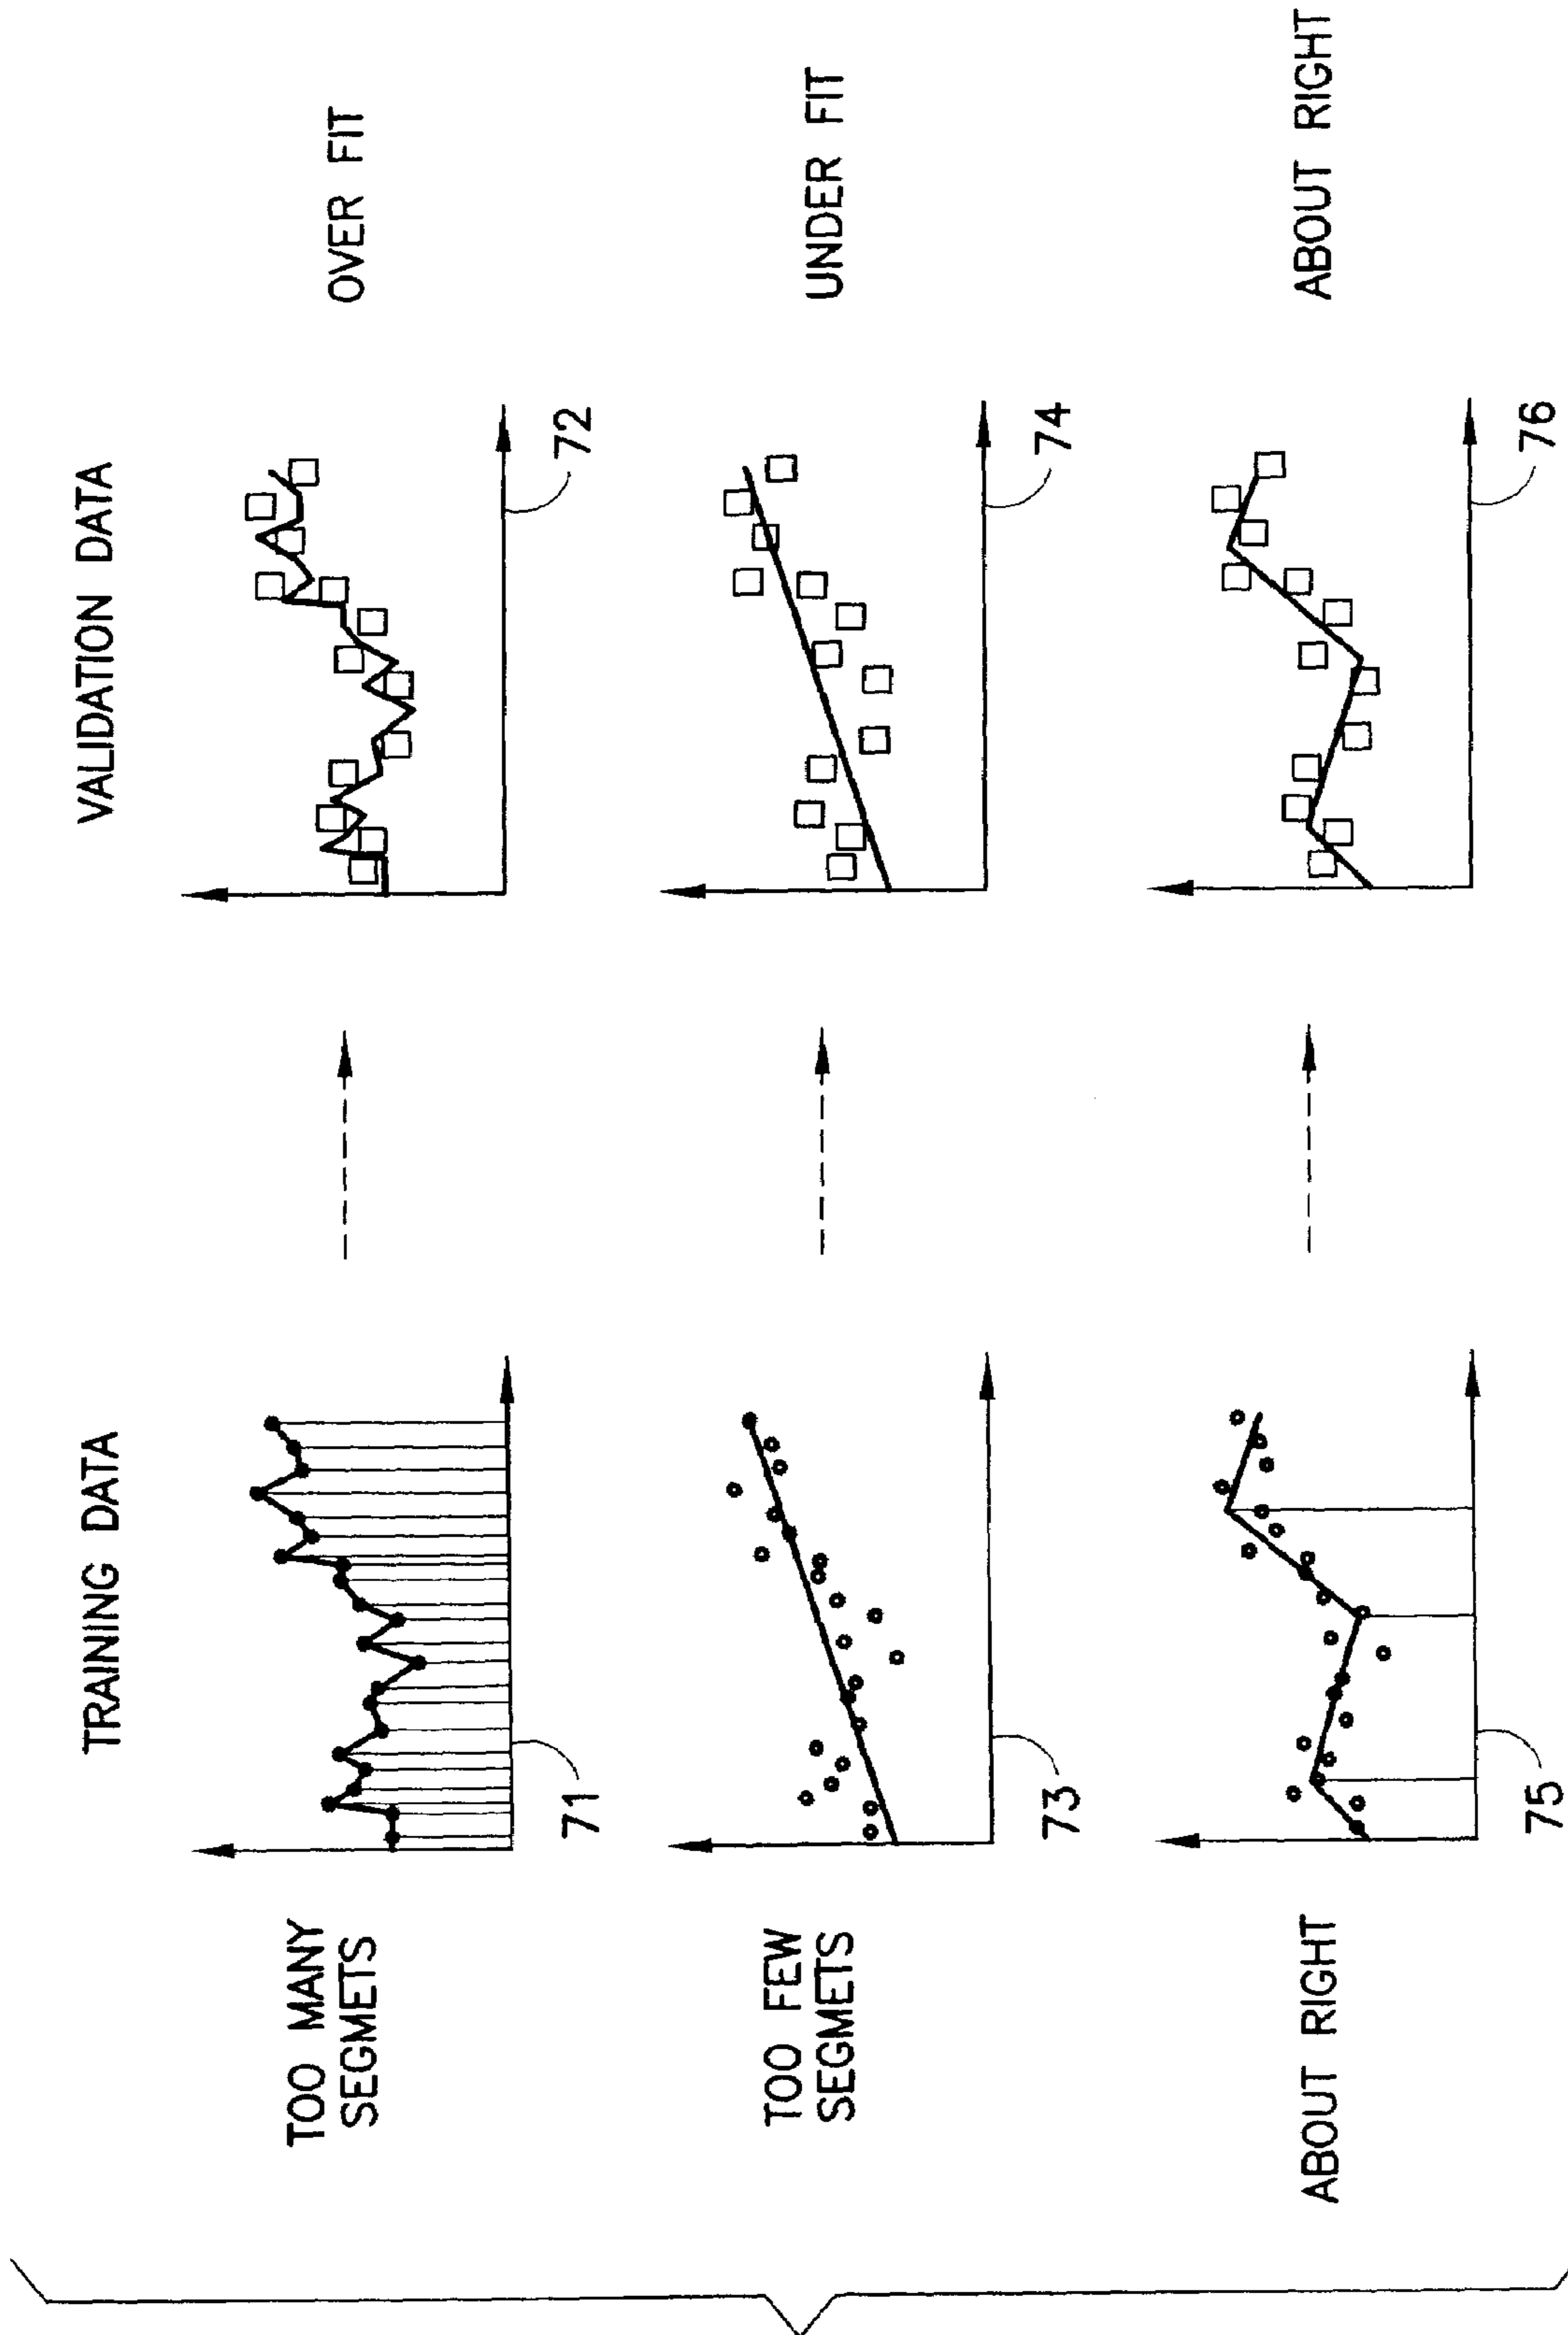 TRAINING DATA
VALIDATION DATA
TOO MANY
SEGMETS
71
72
OVER FIT
TOO FEW
SEGMETS
73
74
UNDER FIT
ABOUT RIGHT
75
76
ABOUT RIGHT